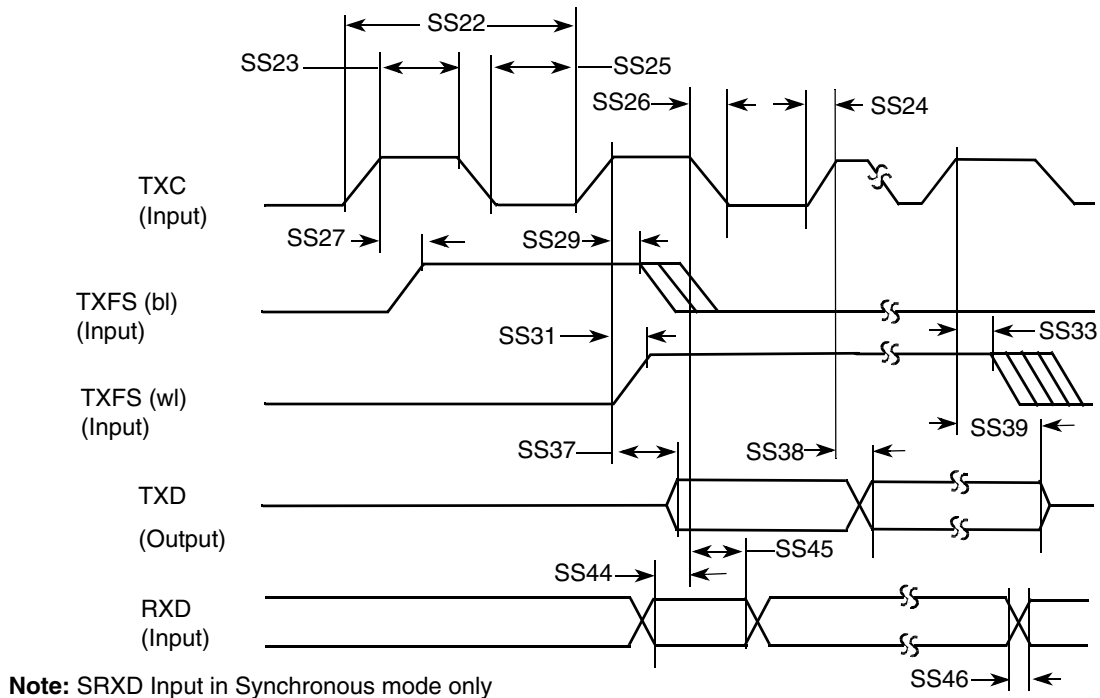 SS22
SS23
SS25
SS26
SS24
TXC
(Input)
SS27
SS29
TXFS (bl)
(Input)
SS31
SS33
TXFS (wl)
(Input)
SS39
SS37
SS38
TXD
(Output)
SS45
SS44
RXD
(Input)
SS46
Note: SRXD Input in Synchronous mode only